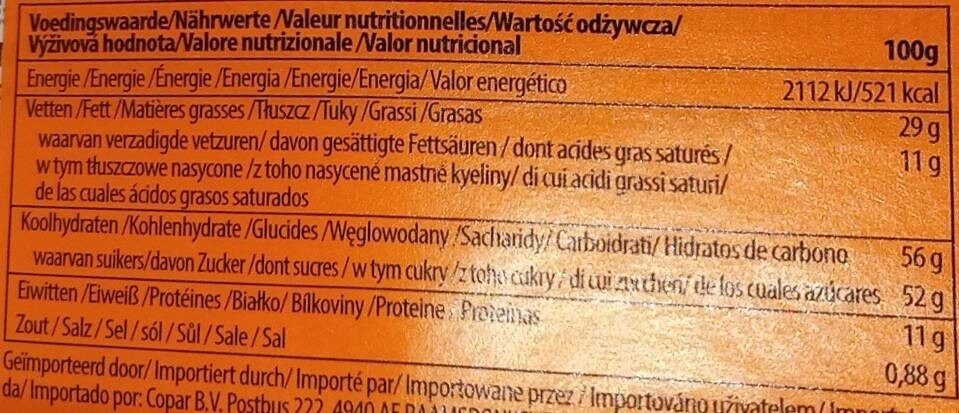 Voedingswaarde/Nährwerte /Valeur nutritionnelles/Wartość odżywcza/
Výživová hodnota/Valore nutrizionale /Valor nutricional 100g
Energie /Energie /Énergie /Energia /Energie/Energia/ Valor energético 2112 kJ/521 kcal
Vetten /Fett /Matières grasses /Tłuszcz /Tuky /Grassi /Grasas 29 g
waarvan verzadigde vetzuren/ davon gesättigte Fettsäuren / dont acides gras saturés / 11 g
w tym tłuszczowe nasycone /z toho nasycené mastné kyeliny/ di cui acidi grassi saturi/
de las cuales ácidos grasos saturados
Koolhydraten /Kohlenhydrate /Glucides /Węglowodany /Sacharidy/ Carboidrati/ Hidratos de carbono 56 g
waarvan suikers/davon Zucker /dont sucres / w tym cukry /z toho cukry / di cui zuccheri/ de los cuales azúcares 52 g
Eiwitten /Eiweiß /Protéines /Białko/ Bílkoviny /Proteine / Proteinas 11 g
Zout / Salz / Sel / sól / Sůl / Sale / Sal 0,88 g
Geïmporteerd door/ Importiert durch/ Importé par/ Importowane przez / Importováno uživatelem/
da/ Importado por: Copar B.V. Postbus 222, 4940 AE